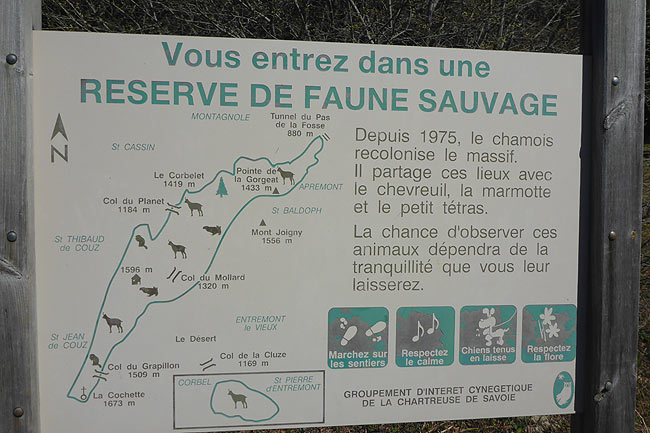 Vous entrez dans une
RESERVE DE FAUNE SAUVAGE
MONTAGNOLE
Tunnel du Pas
de la Fosse
880 m
N
St CASSIN
Le Corbelet
1419 m
Pointe de
la Gorgeat
1433 m
APREMONT
Col du Planet
1184 m
St BALDOPH
Mont Joigny
1556 m
St THIBAUD
de COUZ
1596 m
Col du Mollard
1320 m
ENTREMONT
le VIEUX
St JEAN
de COUZ
Le Désert
Col du Grapillon
1509 m
Col de la Cluze
1169 m
La Cochette
1673 m
CORBEL
St PIERRE
d'ENTREMONT
Depuis 1975, le chamois
recolonise le massif.
Il partage ces lieux avec
le chevreuil, la marmotte
et le petit tétras.
La chance d'observer ces
animaux dépendra de la
tranquillité que vous leur
laisserez.
Marchez sur
les sentiers
Respectez
le calme
Chiens tenus
en laisse
Respectez
la flore
GROUPEMENT D'INTERET CYNEGETIQUE
DE LA CHARTREUSE DE SAVOIE